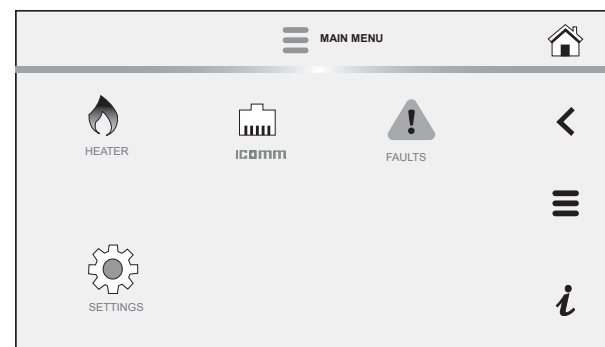 MAIN MENU
HEATER
ICOMM
FAULTS
SETTINGS
i